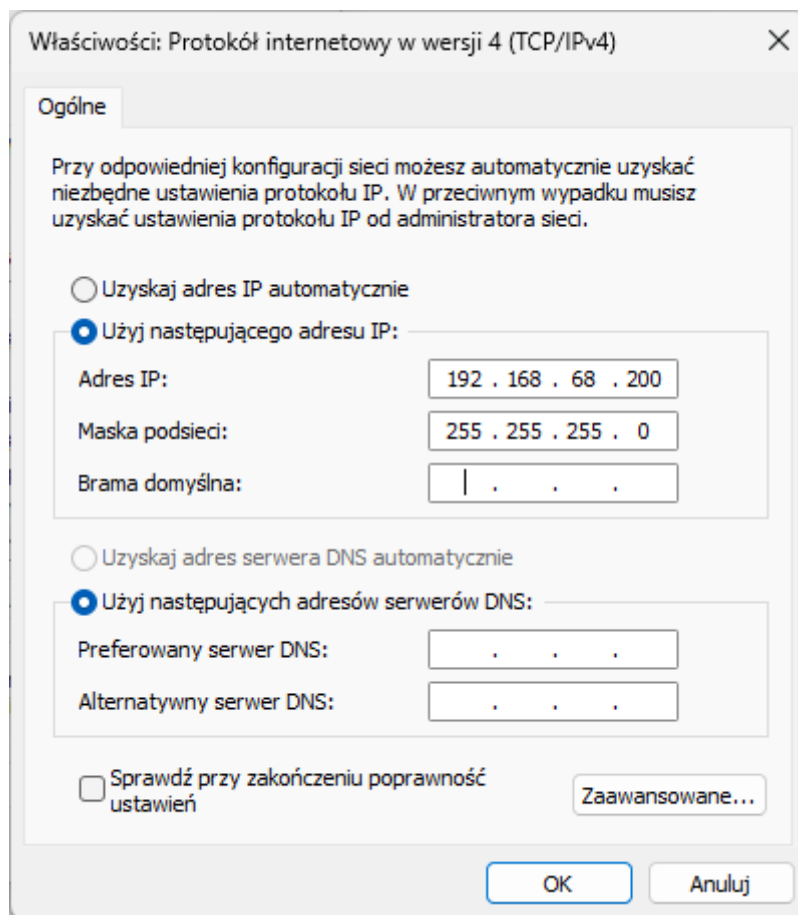 Właściwości: Protokół internetowy w wersji 4 (TCP/IPv4)
Ogólne
Przy odpowiedniej konfiguracji sieci możesz automatycznie uzyskać
niezbędne ustawienia protokołu IP. W przeciwnym wypadku musisz
uzyskać ustawienia protokołu IP od administratora sieci.
Uzyskaj adres IP automatycznie
Użyj następującego adresu IP:
Adres IP: 192 . 168 . 68 . 200
Maska podsieci: 255 . 255 . 255 . 0
Brama domyślna: . . .
Uzyskaj adres serwera DNS automatycznie
Użyj następujących adresów serwerów DNS:
Preferowany serwer DNS: . . .
Alternatywny serwer DNS: . . .
Sprawdź przy zakończeniu poprawność
ustawień
Zaawansowane...
OK Anuluj